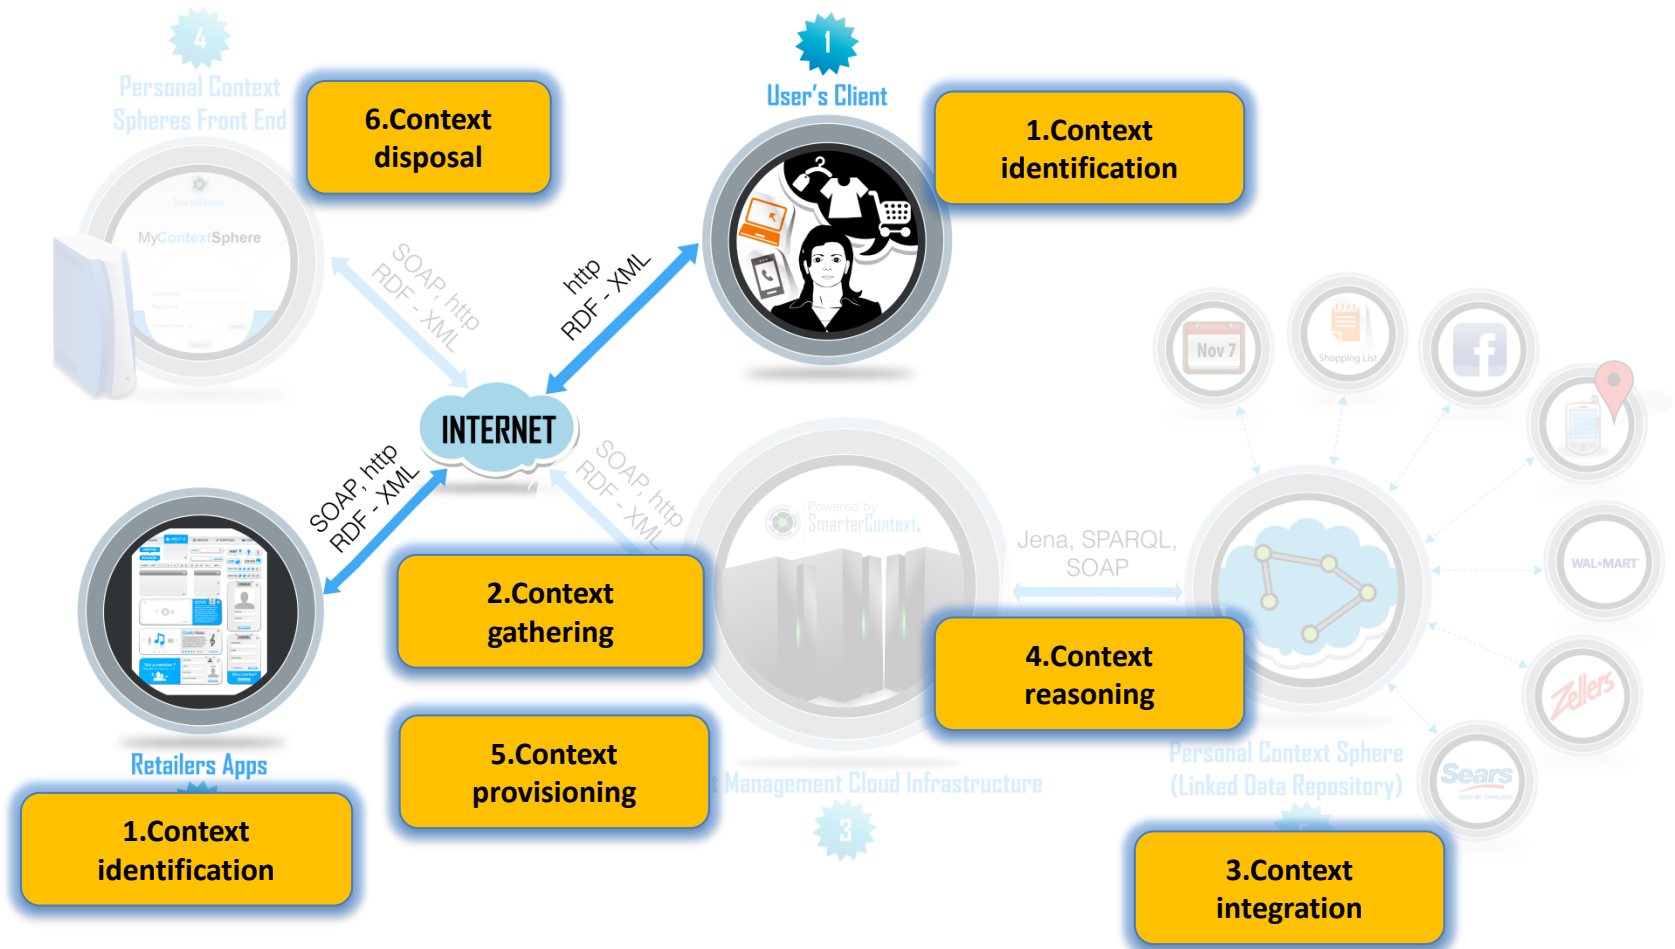 4
Personal Context
Spheres Front End
6.Context
disposal
1
User's Client
1.Context
identification
SmarterContext.
MyContextSphere
SOAP, http
RDF - XML
http
RDF - XML
INTERNET
SOAP, http
RDF - XML
SOAP, http
RDF - XML
Nov 7
Shopping List
f
WAL★MART
Zellers
Sears
Powered by
SmarterContext.
Jena, SPARQL,
SOAP
2.Context
gathering
4.Context
reasoning
5.Context
provisioning
Retailers Apps
1.Context
identification
t Management Cloud Infrastructure
3
Personal Context Sphere
(Linked Data Repository)
3.Context
integration